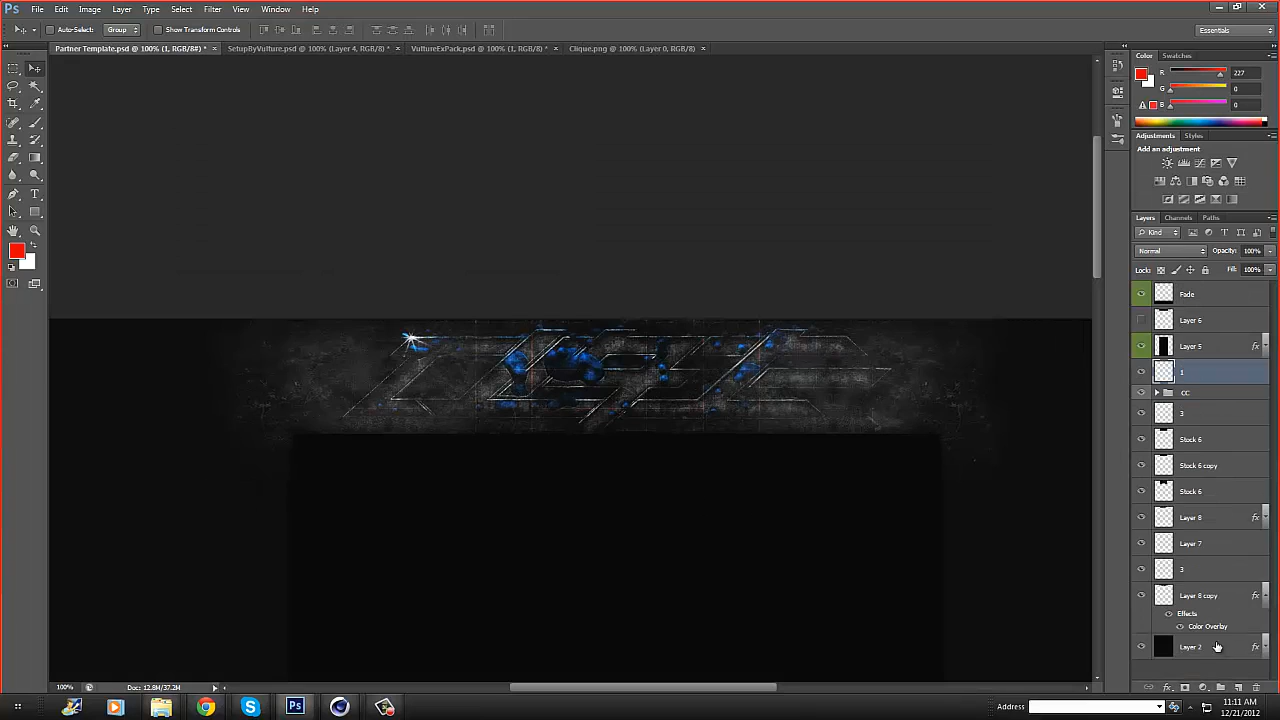 Ps File Edit Image Layer Type Select Filter View Window Help
Auto-Select: Group Show Transform Controls Essentials
Partner Template.psd @ 100% (1, RGB/8#) * × SetupByVulture.psd @ 100% (Layer 4, RGB/8) * × VultureExPack.psd @ 100% (1, RGB/8) * × Clique.png @ 100% (Layer 0, RGB/8) ×
Color Swatches
R 227
G 0
B 0
Adjustments Styles
Add an adjustment
Layers Channels Paths
Kind
Normal Opacity: 100%
Lock: Fill: 100%
Fade
Layer 6
Layer 5 fx
1
CC
3
Stock 6
Stock 6 copy
Stock 6
Layer 8 fx
Layer 7
3
Layer 8 copy fx
Effects
Color Overlay
Layer 2 fx
100% Doc: 12.8M/37.2M
Ps Address 11:11 AM
12/21/2012